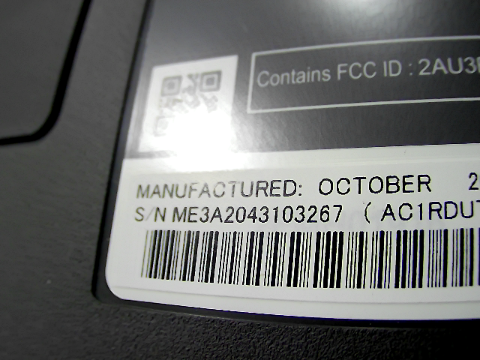 Contains FCC ID : 2AU3
MANUFACTURED: OCTOBER 2
S/N ME3A2043103267 ( AC1RDUT